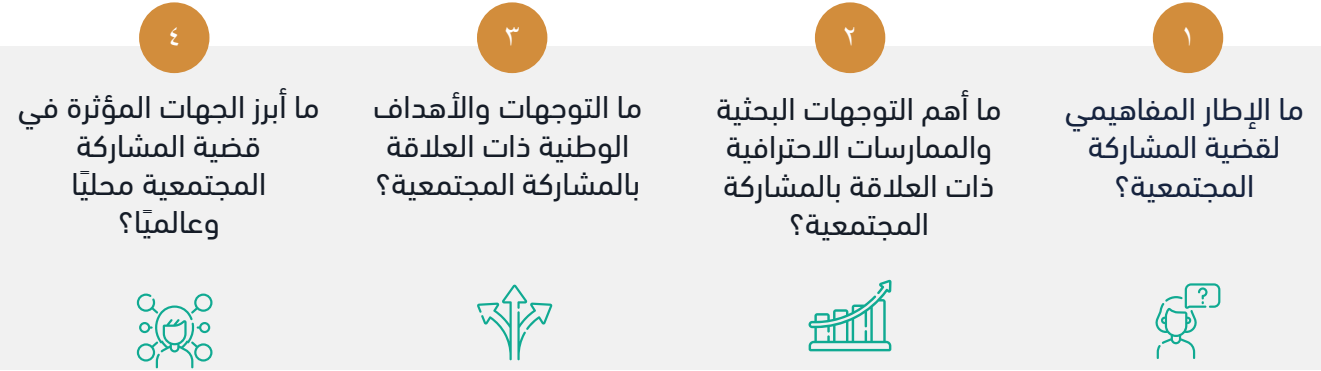 ١
ما الإطار المفاهيمي
لقضية المشاركة
المجتمعية؟
٢
ما أهم التوجهات البحثية
والممارسات الاحترافية
ذات العلاقة بالمشاركة
المجتمعية؟
٣
ما التوجهات والأهداف
الوطنية ذات العلاقة
بالمشاركة المجتمعية؟
٤
ما أبرز الجهات المؤثرة في
قضية المشاركة
المجتمعية محليًا
وعالميًا؟
?